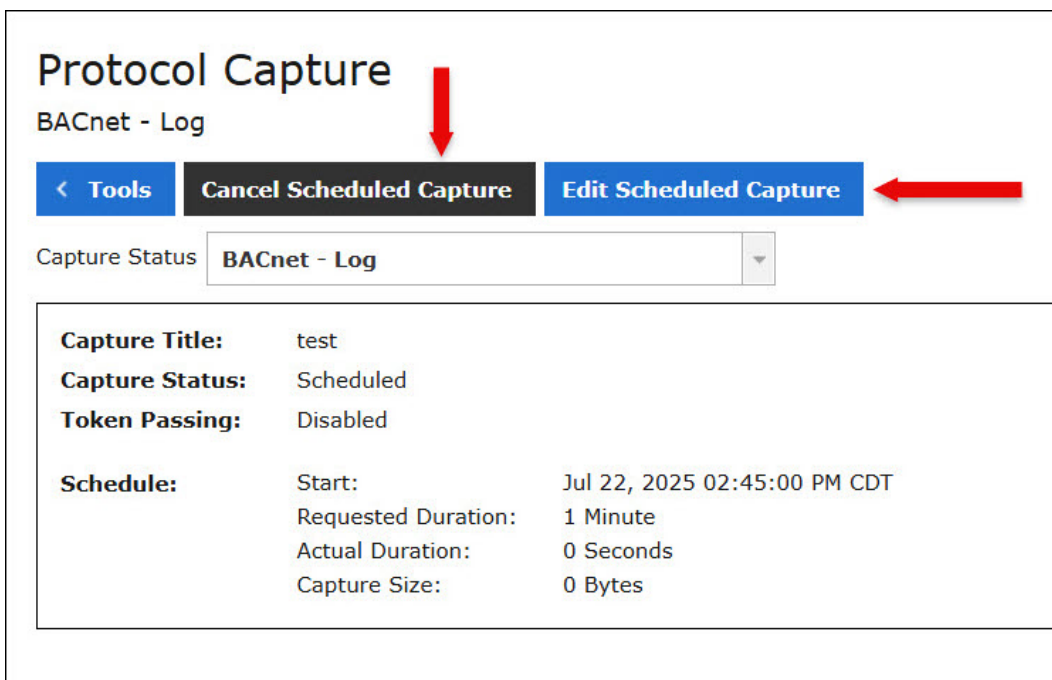 Protocol Capture
BACnet - Log
Tools Cancel Scheduled Capture Edit Scheduled Capture
Capture Status BACnet - Log
Capture Title: test
Capture Status: Scheduled
Token Passing: Disabled
Schedule: Start: Jul 22, 2025 02:45:00 PM CDT
Requested Duration: 1 Minute
Actual Duration: 0 Seconds
Capture Size: 0 Bytes